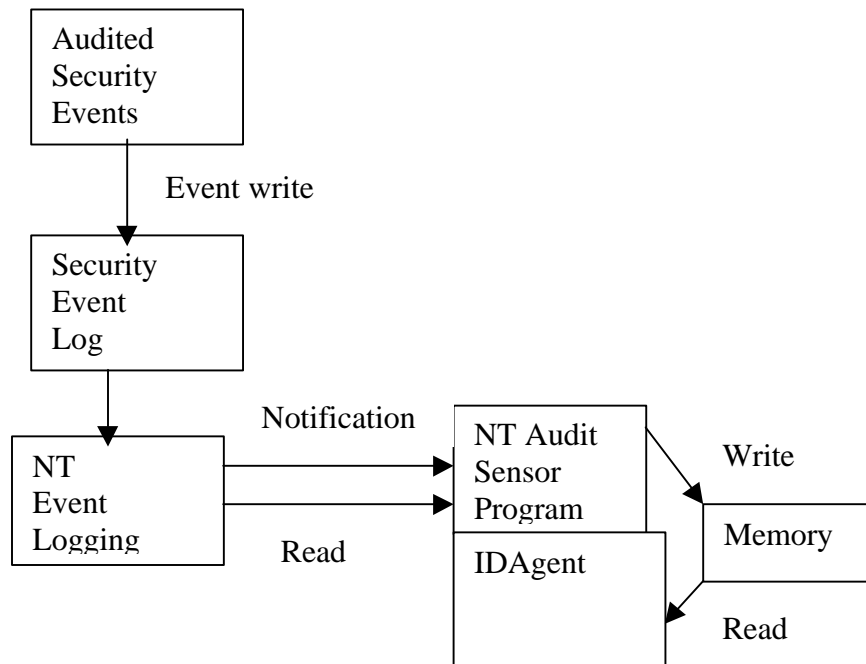 Audited
Security
Events
Event write
Security
Event
Log
Notification
NT
Event
Logging
Read
NT Audit
Sensor
Program
IDAgent
Write
Memory
Read